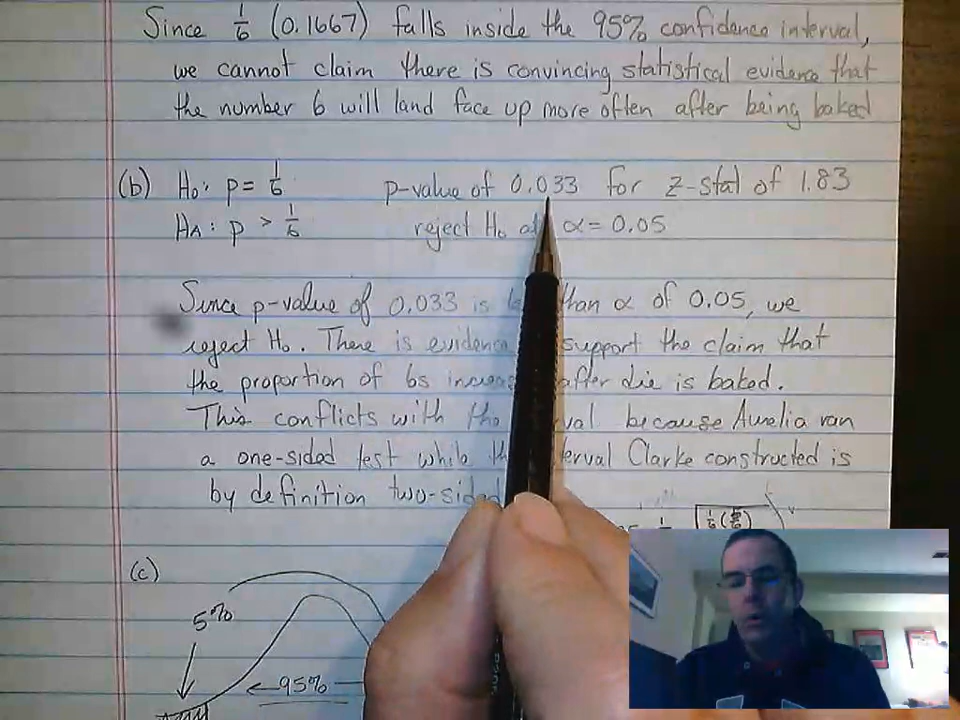 Since 1/6 (0.1667) falls inside the 95% confidence interval,
we cannot claim there is convincing statistical evidence that
the number 6 will land face up more often after being baked
(b) H₀: p = 1/6 p-value of 0.033 for z-stat of 1.83
Hₐ: p > 1/6 reject H₀ at α = 0.05
Since p-value of 0.033 is than α of 0.05, we
reject H₀. There is evidence support the claim that
the proportion of 6s after die is baked.
This conflicts with the because Aurelia ran
a one-sided test while Clarke constructed is
by definition two-sided
(c)
5%
←95%